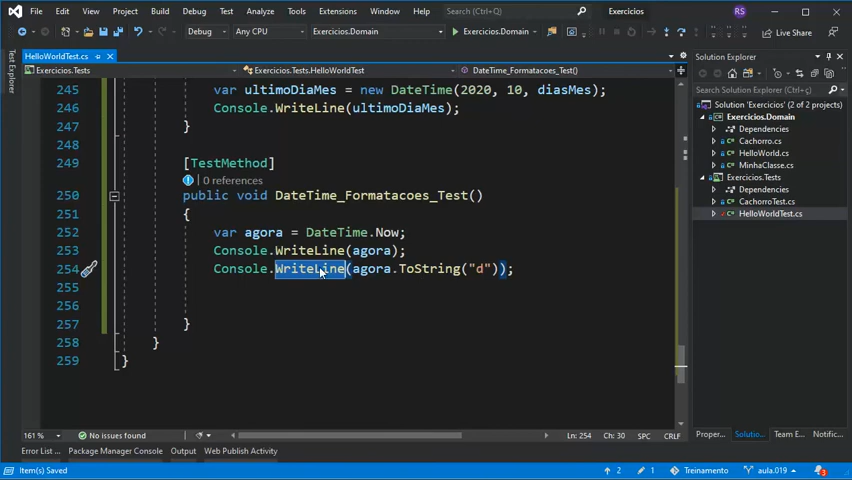 File Edit View Project Build Debug Test Analyze Tools Extensions Window Help Search (Ctrl+Q) Exercicios RS
Debug Any CPU Exercicios.Domain Exercicios.Domain Live Share
Test Explorer
HelloWorldTest.cs
Exercicios.Tests Exercicios.Tests.HelloWorldTest DateTime_Formatacoes_Test()
245 var ultimoDiaMes = new DateTime(2020, 10, diasMes);
246 Console.WriteLine(ultimoDiaMes);
247 }
248
249 [TestMethod]
0 references
250 public void DateTime_Formatacoes_Test()
251 {
252 var agora = DateTime.Now;
253 Console.WriteLine(agora);
254 Console.WriteLine(agora.ToString("d"));
255
256
257 }
258 }
259 }
161 % No issues found Ln: 254 Ch: 30 SPC CRLF
Error List ... Package Manager Console Output Web Publish Activity
Item(s) Saved 2 1 Treinamento aula.019 3
Solution Explorer
Search Solution Explorer (Ctrl+ç)
Solution 'Exercicios' (2 of 2 projects)
Exercicios.Domain
Dependencies
Cachorro.cs
HelloWorld.cs
MinhaClasse.cs
Exercicios.Tests
Dependencies
CachorroTest.cs
HelloWorldTest.cs
Proper... Solutio... Team E... Notific...